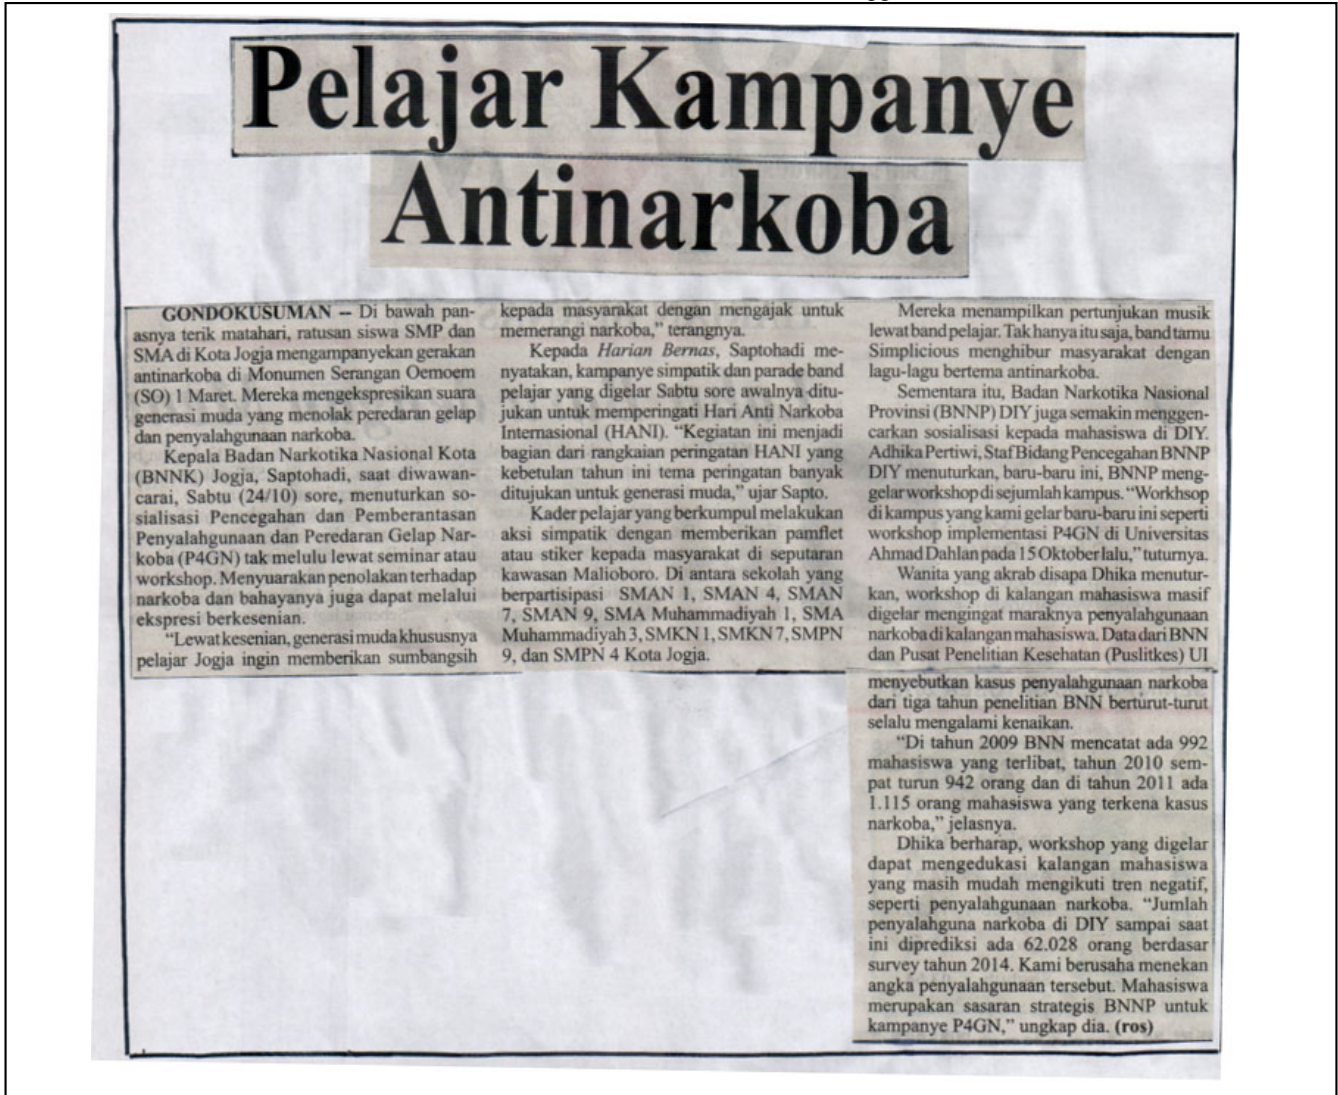 Pelajar Kampanye
Antinarkoba
GONDOKUSUMAN – Di bawah pan-
asnya terik matahari, ratusan siswa SMP dan
SMA di Kota Jogja mengampanyekan gerakan
antinarkoba di Monumen Serangan Oemoem
(SO) 1 Maret. Mereka mengekspresikan suara
generasi muda yang menolak peredaran gelap
dan penyalahgunaan narkoba.
Kepala Badan Narkotika Nasional Kota
(BNNK) Jogja, Saptohadi, saat diwawan-
carai, Sabtu (24/10) sore, menuturkan so-
sialisasi Pencegahan dan Pemberantasan
Penyalahgunaan dan Peredaran Gelap Nar-
koba (P4GN) tak melulu lewat seminar atau
workshop. Menyuarakan penolakan terhadap
narkoba dan bahayanya juga dapat melalui
ekspresi berkesenian.
“Lewat kesenian, generasi muda khususnya
pelajar Jogja ingin memberikan sumbangsih
kepada masyarakat dengan mengajak untuk
memerangi narkoba,” terangnya.
Kepada Harian Bernas, Saptohadi me-
nyatakan, kampanye simpatik dan parade band
pelajar yang digelar Sabtu sore awalnya ditu-
jukan untuk memperingati Hari Anti Narkoba
Internasional (HANI). “Kegiatan ini menjadi
bagian dari rangkaian peringatan HANI yang
kebetulan tahun ini tema peringatan banyak
ditujukan untuk generasi muda,” ujar Sapto.
Kader pelajar yang berkumpul melakukan
aksi simpatik dengan memberikan pamflet
atau stiker kepada masyarakat di seputaran
kawasan Malioboro. Di antara sekolah yang
berpartisipasi SMAN 1, SMAN 4, SMAN
7, SMAN 9, SMA Muhammadiyah 1, SMA
Muhammadiyah 3, SMKN 1, SMKN 7, SMPN
9, dan SMPN 4 Kota Jogja.
Mereka menampilkan pertunjukan musik
lewat band pelajar. Tak hanya itu saja, band tamu
Simplicious menghibur masyarakat dengan
lagu-lagu bertema antinarkoba.
Sementara itu, Badan Narkotika Nasional
Provinsi (BNNP) DIY juga semakin menggen-
carkan sosialisasi kepada mahasiswa di DIY.
Adhika Pertiwi, Staf Bidang Pencegahan BNNP
DIY menuturkan, baru-baru ini, BNNP meng-
gelar workshop di sejumlah kampus. “Workhsop
di kampus yang kami gelar baru-baru ini seperti
workshop implementasi P4GN di Universitas
Ahmad Dahlan pada 15 Oktober lalu,” tuturnya.
Wanita yang akrab disapa Dhika menutur-
kan, workshop di kalangan mahasiswa masif
digelar mengingat maraknya penyalahgunaan
narkoba di kalangan mahasiswa. Data dari BNN
dan Pusat Penelitian Kesehatan (Puslitkes) UI
menyebutkan kasus penyalahgunaan narkoba
dari tiga tahun penelitian BNN berturut-turut
selalu mengalami kenaikan.
“Di tahun 2009 BNN mencatat ada 992
mahasiswa yang terlibat, tahun 2010 sem-
pat turun 942 orang dan di tahun 2011 ada
1.115 orang mahasiswa yang terkena kasus
narkoba,” jelasnya.
Dhika berharap, workshop yang digelar
dapat mengedukasi kalangan mahasiswa
yang masih mudah mengikuti tren negatif,
seperti penyalahgunaan narkoba. “Jumlah
penyalahguna narkoba di DIY sampai saat
ini diprediksi ada 62.028 orang berdasar
survey tahun 2014. Kami berusaha menekan
angka penyalahgunaan tersebut. Mahasiswa
merupakan sasaran strategis BNNP untuk
kampanye P4GN,” ungkap dia. (ros)